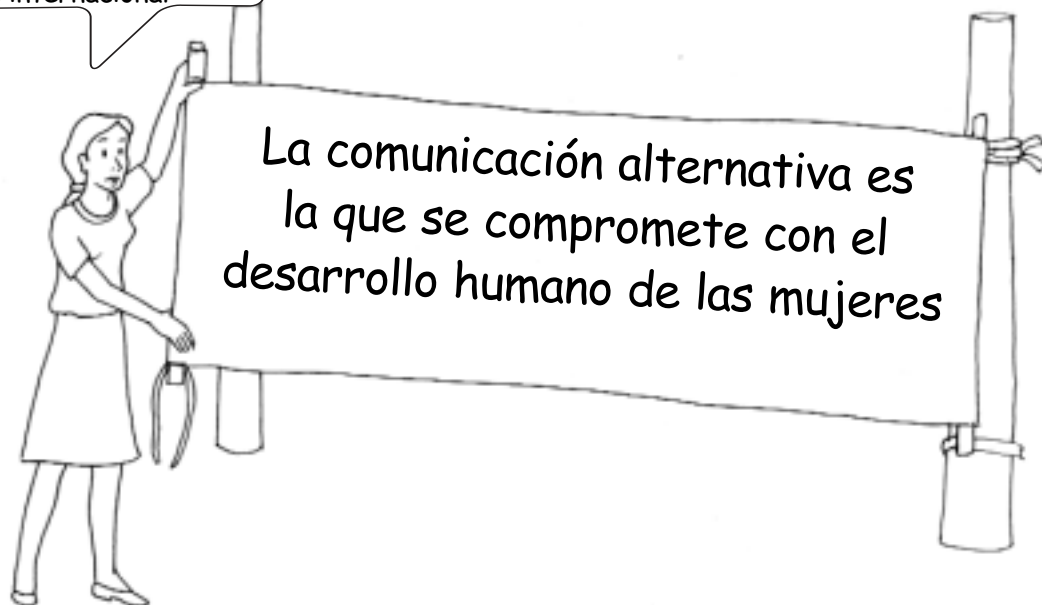 La comunicación alternativa es
la que se compromete con el
desarrollo humano de las mujeres